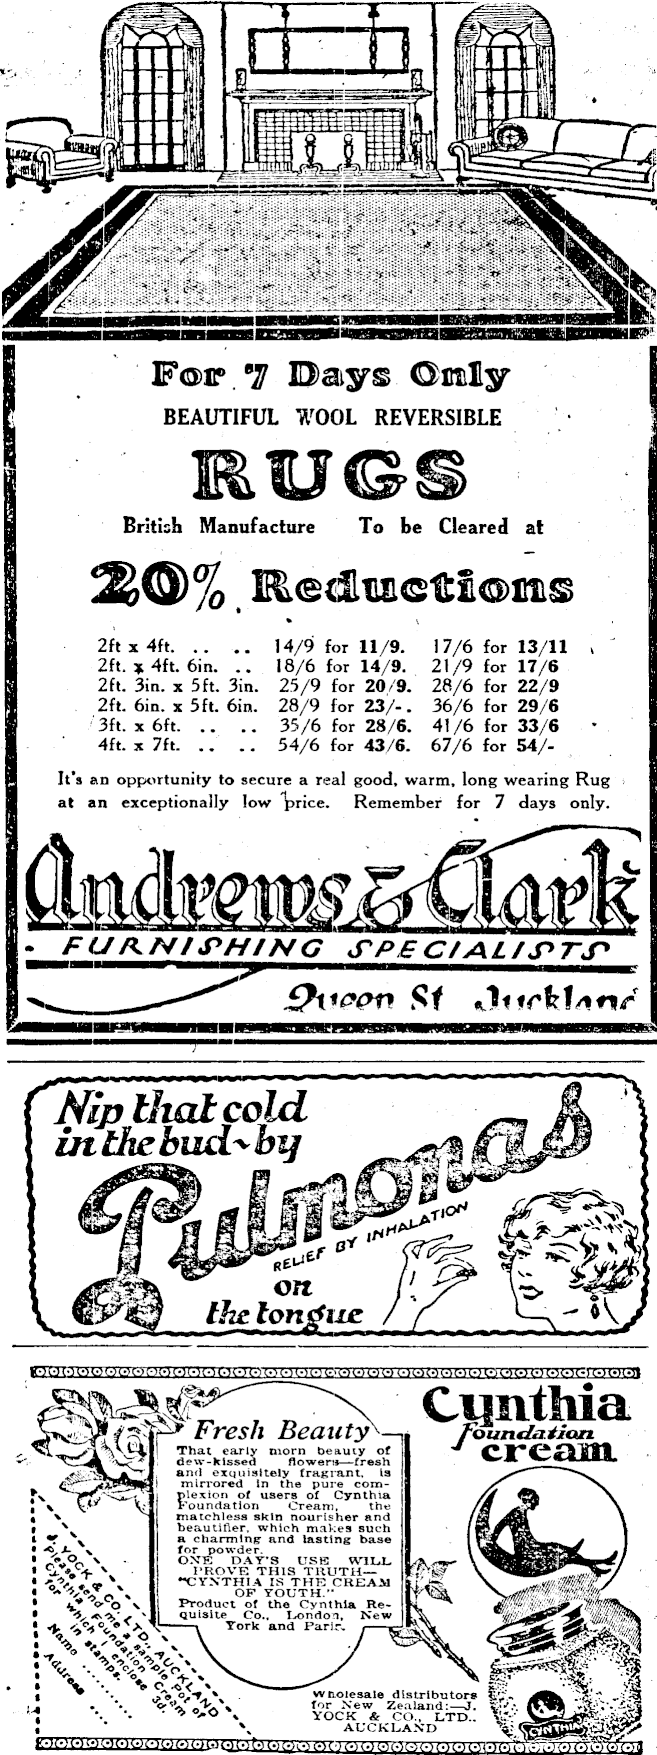 For 7 Days Only
BEAUTIFUL WOOL REVERSIBLE
RUGS
British Manufacture To be Cleared at
20% Reductions
2ft x 4ft. .. .. 14/9 for 11/9. 17/6 for 13/11
2ft. x 4ft. 6in. .. 18/6 for 14/9. 21/9 for 17/6
2ft. 3in. x 5ft. 3in. 25/9 for 20/9. 28/6 for 22/9
2ft. 6in. x 5ft. 6in. 28/9 for 23/-. 36/6 for 29/6
3ft. x 6ft. .. .. 35/6 for 28/6. 41/6 for 33/6
4ft. x 7ft. .. .. 54/6 for 43/6. 67/6 for 54/-
It's an opportunity to secure a real good, warm, long wearing Rug
at an exceptionally low price. Remember for 7 days only.
Andrews & Clark
FURNISHING SPECIALISTS
Queen St. Auckland
Nip that cold
in the bud~by
Pulmonas
RELIEF BY INHALATION
on
the tongue
Cynthia
Foundation
cream
Fresh Beauty
That early morn beauty of
dew-kissed flowers—fresh
and exquisitely fragrant, is
mirrored in the pure com-
plexion of users of Cynthia
Foundation Cream, the
matchless skin nourisher and
beautifier, which makes such
a charming and lasting base
for powder.
ONE DAY'S USE WILL
PROVE THIS TRUTH—
"CYNTHIA IS THE CREAM
OF YOUTH."
Product of the Cynthia Re-
quisite Co., London, New
York and Paris.
J. YOCK & CO. LTD., AUCKLAND
Please send me a sample Pot of
Cynthia Foundation Cream
for which I enclose 3d.
in stamps.
Name ............
Address ....
Wholesale distributors
for New Zealand:—J.
YOCK & CO., LTD.,
AUCKLAND
CYNTHIA